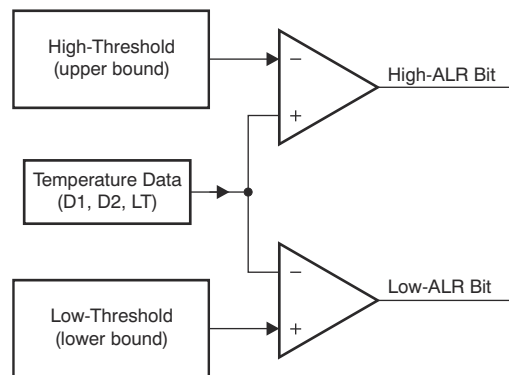 High-Threshold
(upper bound)
−
+
High-ALR Bit
Temperature Data
(D1, D2, LT)
−
+
Low-ALR Bit
Low-Threshold
(lower bound)